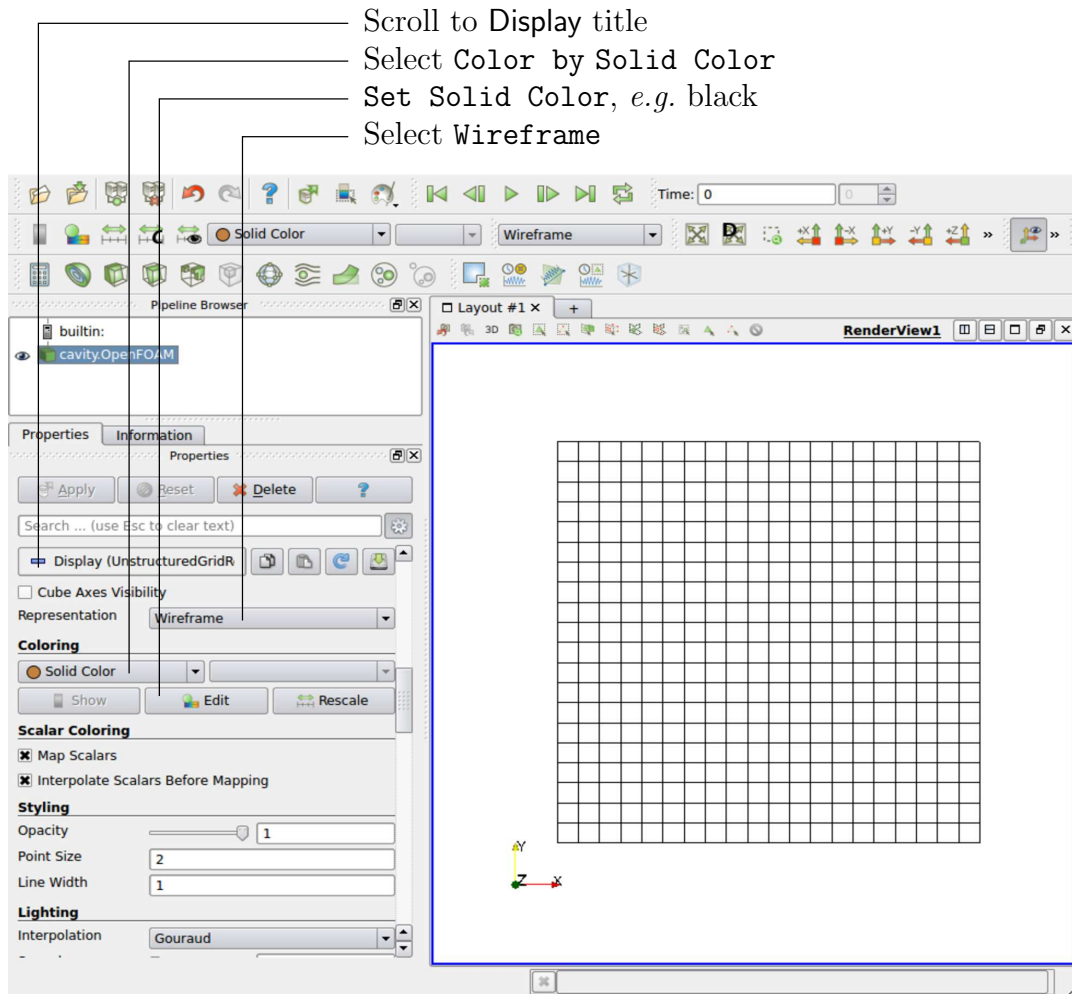 Scroll to Display title
Select Color by Solid Color
Set Solid Color, e.g. black
Select Wireframe
Time: 0 0
Solid Color Wireframe
Pipeline Browser
builtin:
cavity.OpenFOAM
Properties Information
Properties
Apply Reset Delete ?
Search ... (use Esc to clear text)
Display (UnstructuredGridR
Cube Axes Visibility
Representation Wireframe
Coloring
Solid Color
Show Edit Rescale
Scalar Coloring
Map Scalars
Interpolate Scalars Before Mapping
Styling
Opacity 1
Point Size 2
Line Width 1
Lighting
Interpolation Gouraud
Layout #1 × +
3D RenderView1
Y
Z X